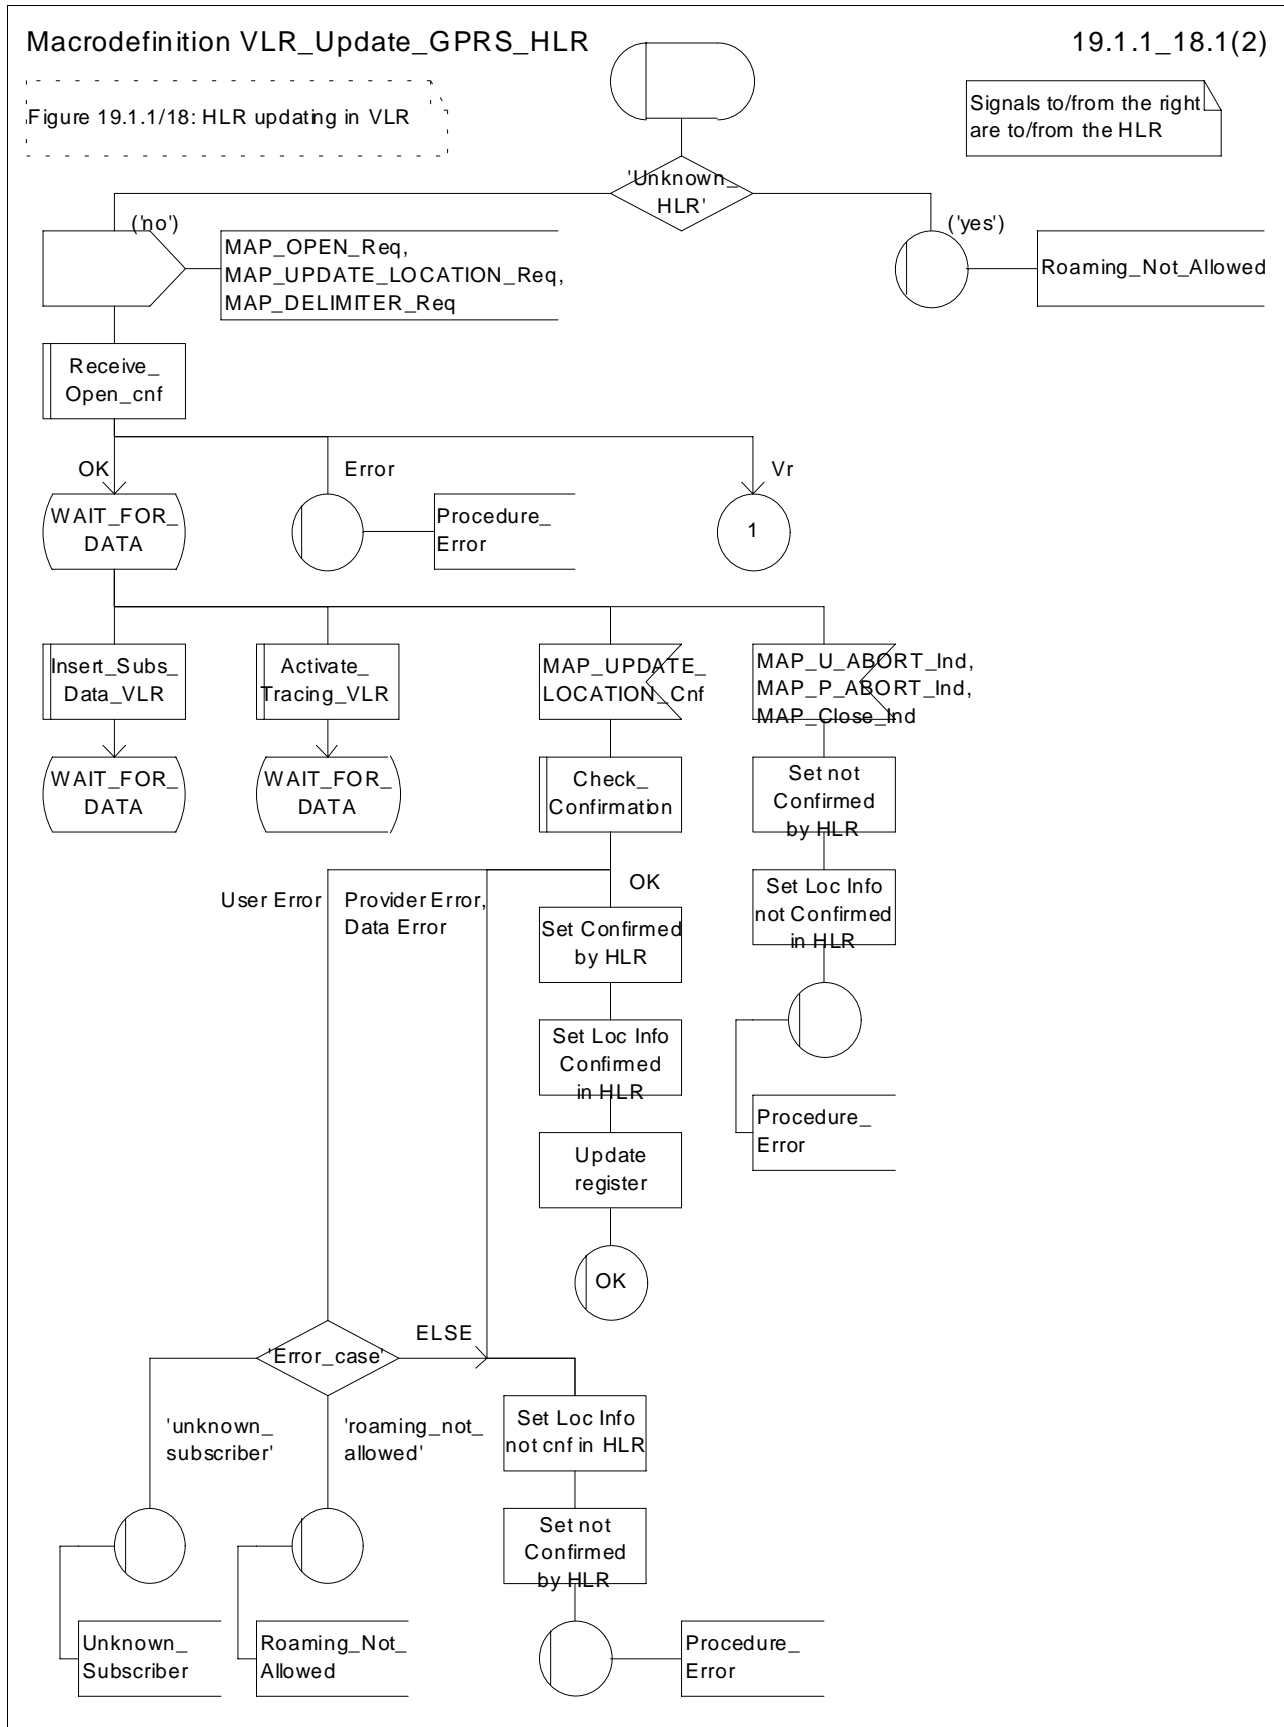 Macrodefinition VLR_Update_GPRS_HLR
19.1.1_18.1(2)
Figure 19.1.1/18: HLR updating in VLR
Signals to/from the right
are to/from the HLR
'Unknown_
HLR'
('no')
('yes')
MAP_OPEN_Req,
MAP_UPDATE_LOCATION_Req,
MAP_DELIMITER_Req
Roaming_Not_Allowed
Receive_
Open_cnf
OK
Error
Vr
WAIT_FOR_
DATA
Procedure_
Error
1
Insert_Subs_
Data_VLR
Activate_
Tracing_VLR
MAP_UPDATE_
LOCATION_Cnf
MAP_U_ABORT_Ind,
MAP_P_ABORT_Ind,
MAP_Close_Ind
WAIT_FOR_
DATA
WAIT_FOR_
DATA
Check_
Confirmation
Set not
Confirmed
by HLR
User Error
Provider Error,
Data Error
OK
Set Confirmed
by HLR
Set Loc Info
not Confirmed
in HLR
Set Loc Info
Confirmed
in HLR
Procedure_
Error
Update
register
OK
'Error_case'
ELSE
'unknown_
subscriber'
'roaming_not_
allowed'
Set Loc Info
not cnf in HLR
Set not
Confirmed
by HLR
Unknown_
Subscriber
Roaming_Not_
Allowed
Procedure_
Error